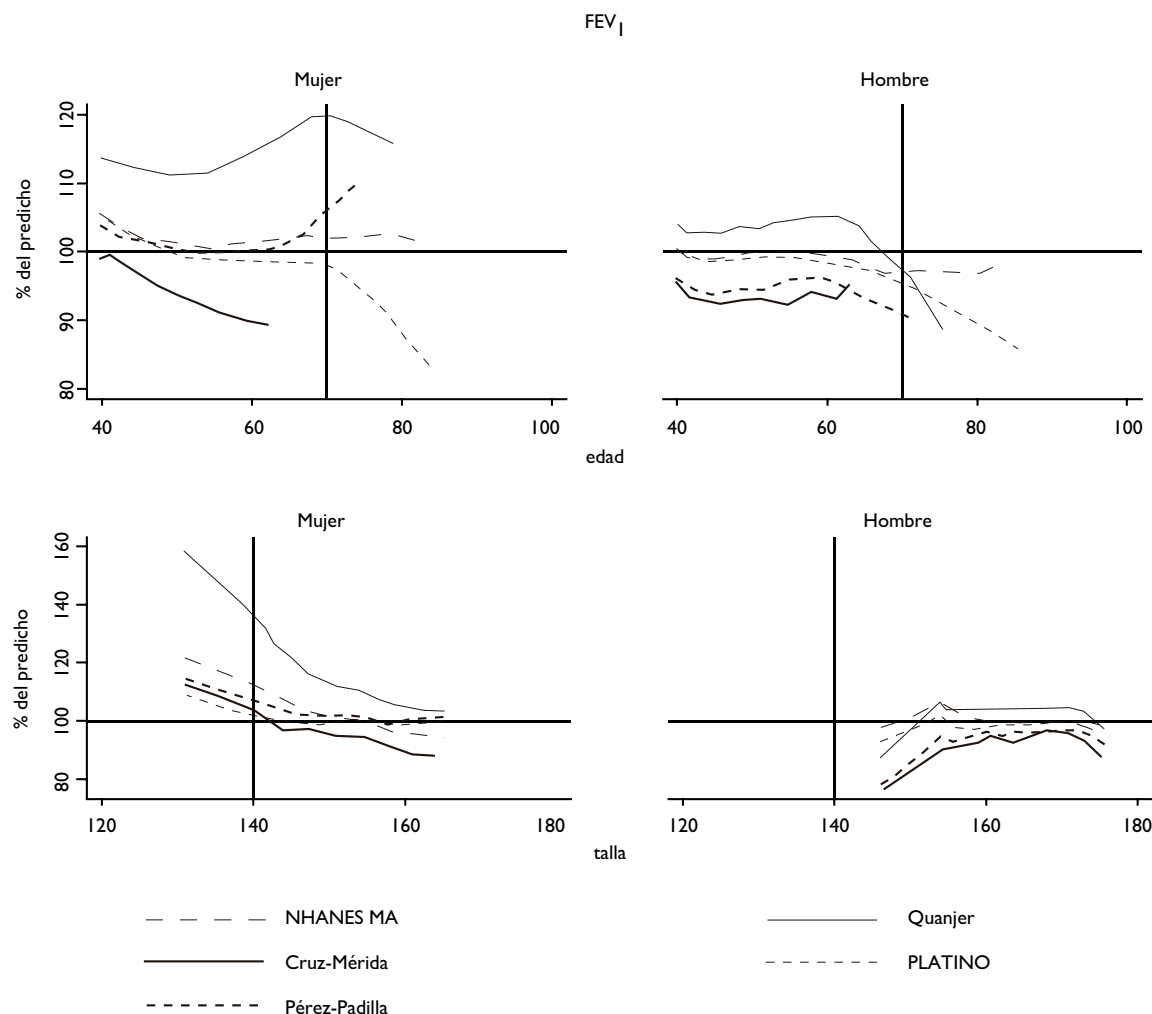 FEV1
Mujer
Hombre
% del predicho
120
110
100
90
80
40 60 80 100
40 60 80 100
edad
Mujer
Hombre
% del predicho
160
140
120
100
80
120 140 160 180
120 140 160 180
talla
NHANES MA
Quanjer
Cruz-Mérida
PLATINO
Pérez-Padilla